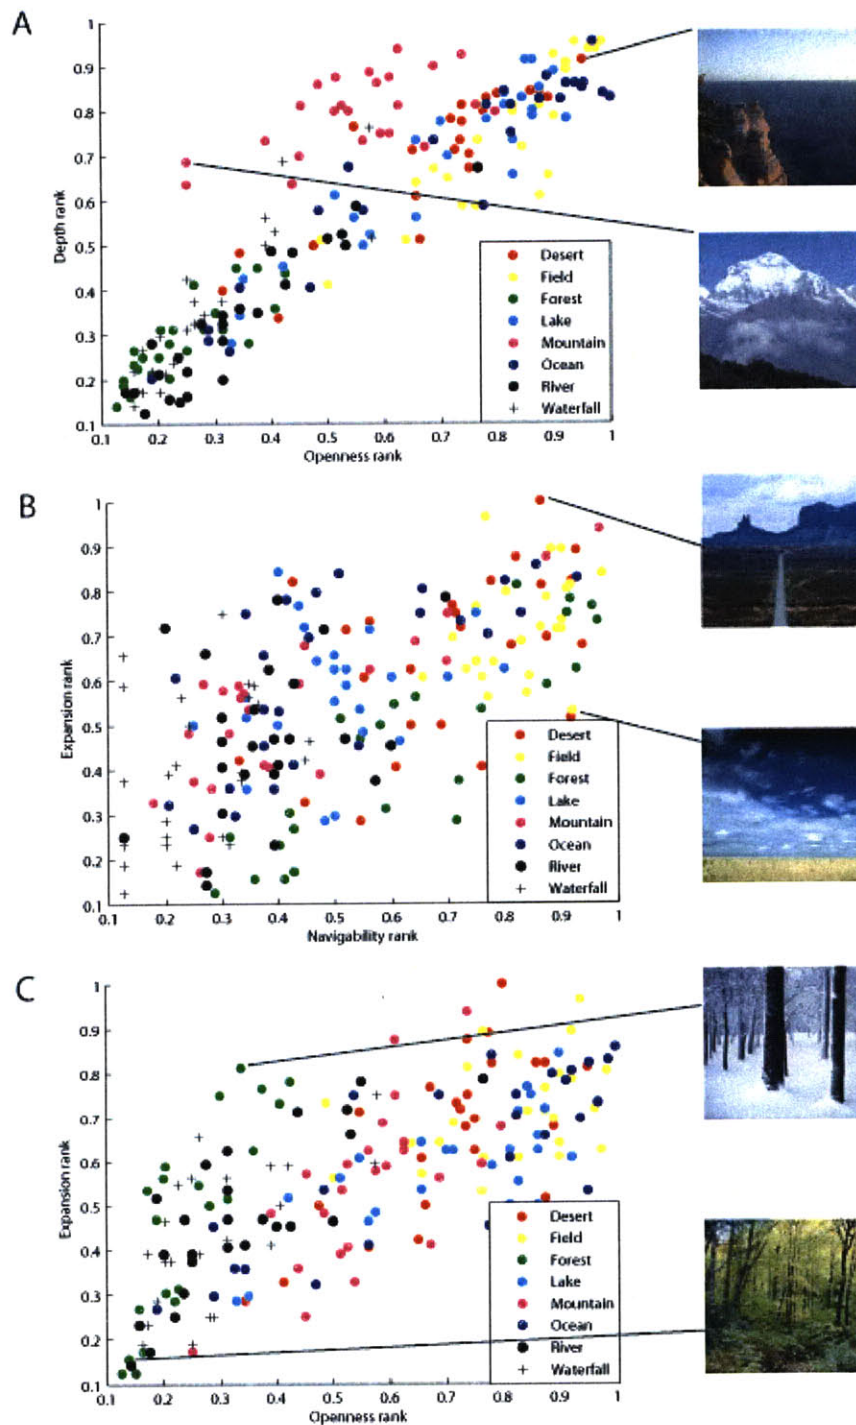 A
1
0.9
0.8
0.7
0.6
0.5
0.4
0.3
0.2
0.1
Depth rank
0.1 0.2 0.3 0.4 0.5 0.6 0.7 0.8 0.9 1
Openness rank
Desert
Field
Forest
Lake
Mountain
Ocean
River
Waterfall
B
1
0.9
0.8
0.7
0.6
0.5
0.4
0.3
0.2
0.1
Expansion rank
0.1 0.2 0.3 0.4 0.5 0.6 0.7 0.8 0.9 1
Navigability rank
Desert
Field
Forest
Lake
Mountain
Ocean
River
Waterfall
C
1
0.9
0.8
0.7
0.6
0.5
0.4
0.3
0.2
0.1
Expansion rank
0.1 0.2 0.3 0.4 0.5 0.6 0.7 0.8 0.9 1
Openness rank
Desert
Field
Forest
Lake
Mountain
Ocean
River
Waterfall